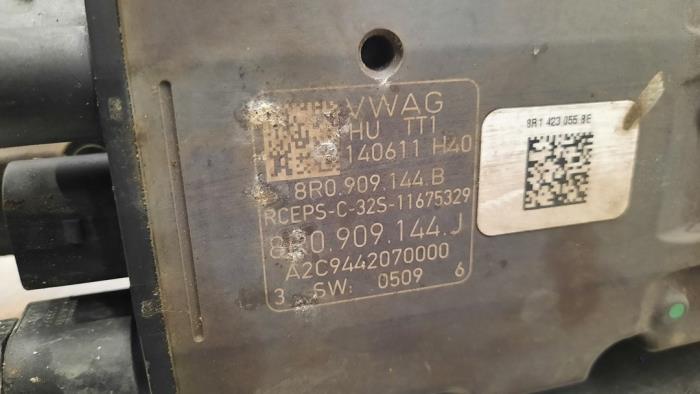 VWAG
HU TT1
140611 H40
8R0.909.144.B
RCEPS-C-32S-11675329
8R0.909.144.J
A2C9442070000
3 SW: 0509 6
8R1 423 055 BE